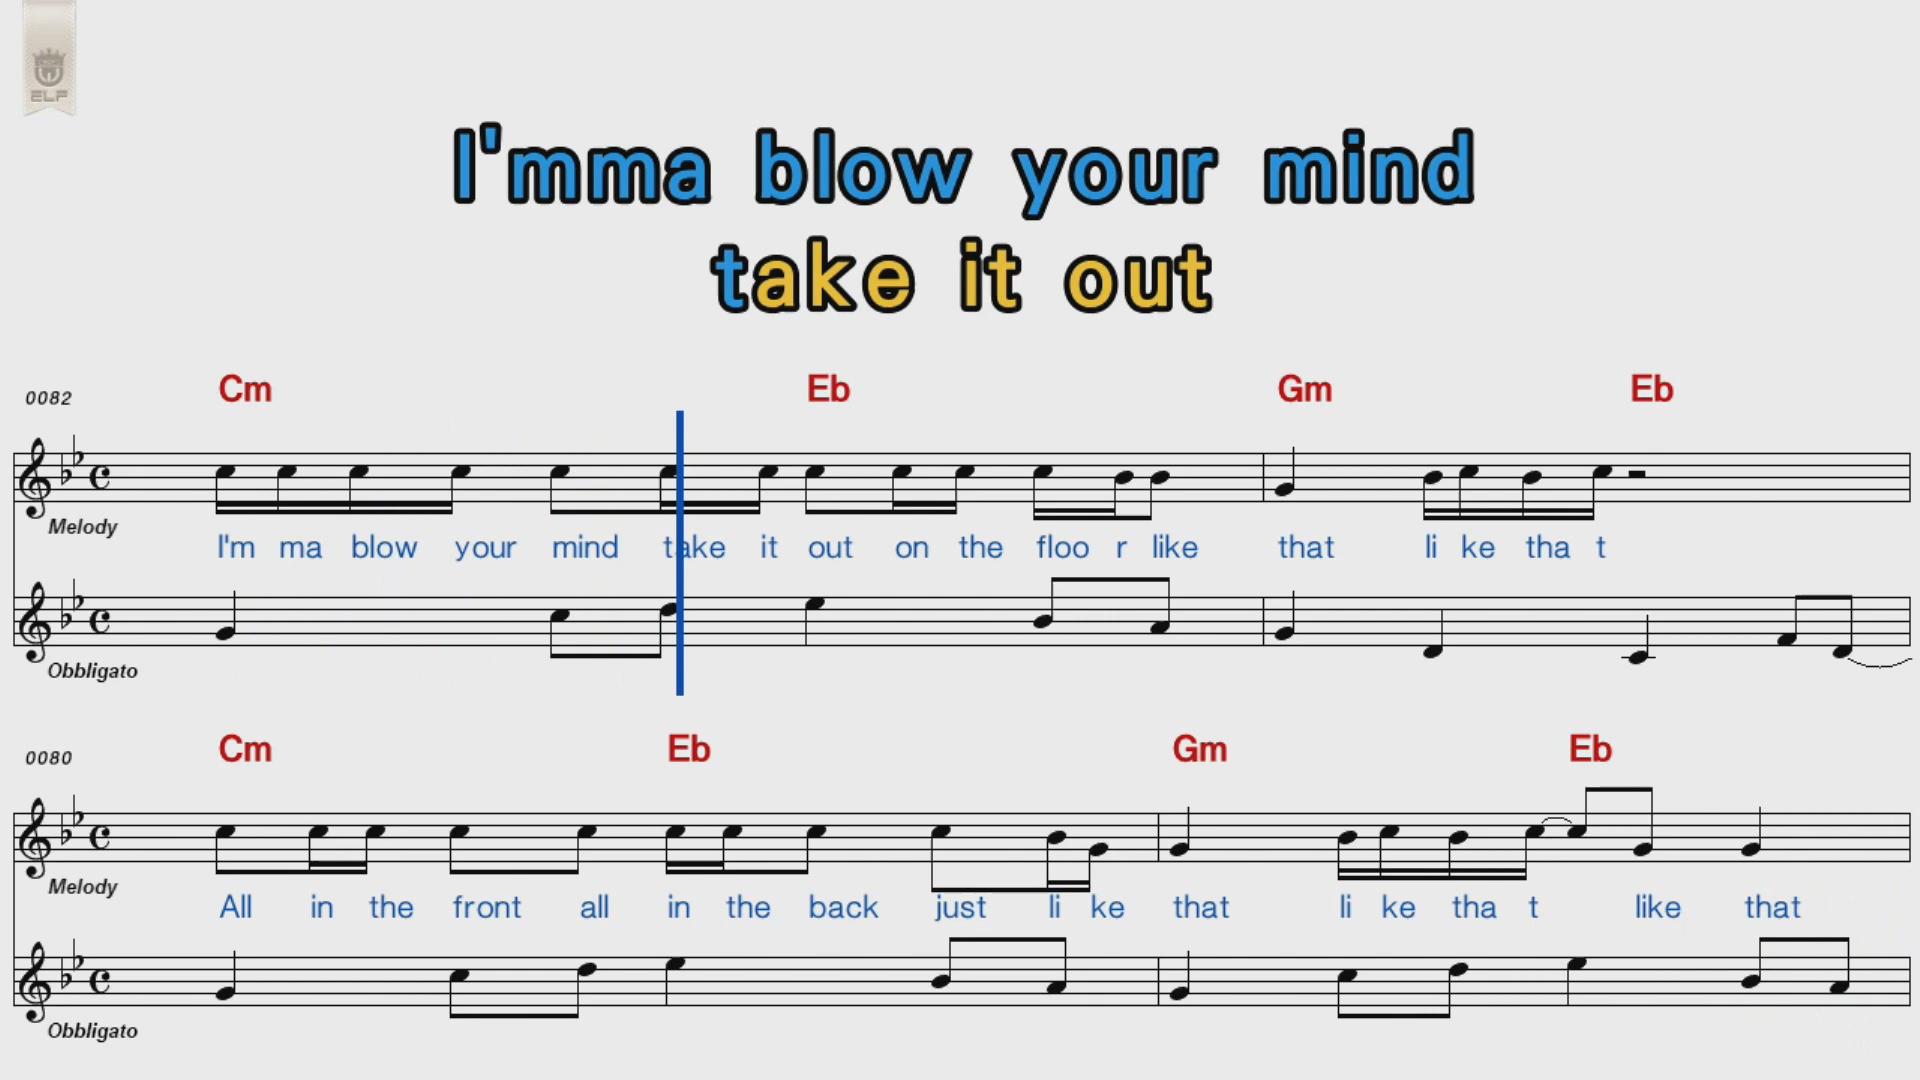 ELF
I'mma blow your mind
take it out
0082 Cm Eb Gm Eb
Melody
I'm ma blow your mind take it out on the floo r like that li ke tha t
Obbligato
0080 Cm Eb Gm Eb
Melody
All in the front all in the back just li ke that li ke tha t like that
Obbligato